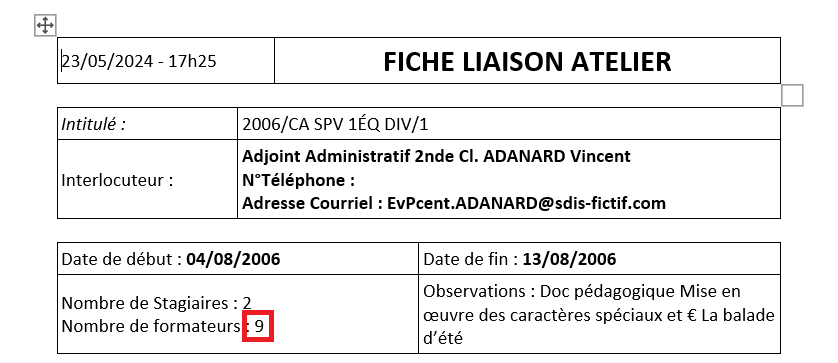 23/05/2024 - 17h25
FICHE LIAISON ATELIER
Intitulé :
2006/CA SPV 1ÉQ DIV/1
Interlocuteur :
Adjoint Administratif 2nde Cl. ADANARD Vincent
N°Téléphone :
Adresse Courriel : EvPcent.ADANARD@sdis-fictif.com
Date de début : 04/08/2006
Date de fin : 13/08/2006
Nombre de Stagiaires : 2
Nombre de formateurs : 9
Observations : Doc pédagogique Mise en
œuvre des caractères spéciaux et € La balade
d’été